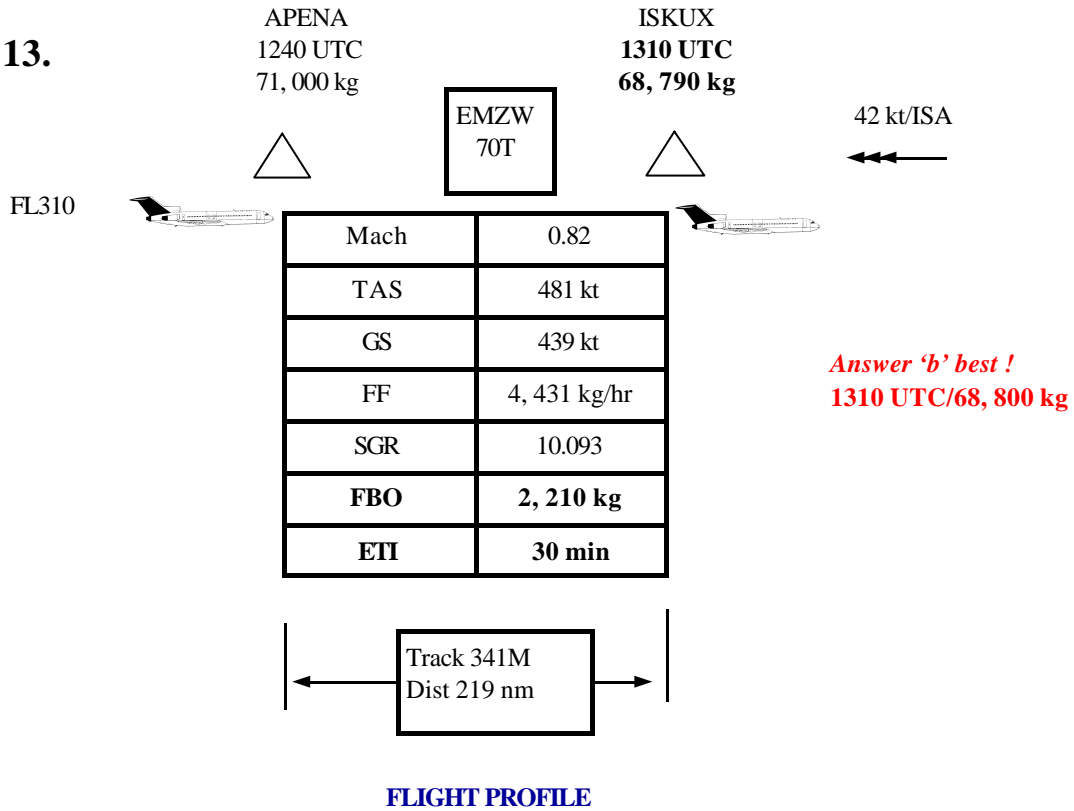 13.
APENA
1240 UTC
71, 000 kg
ISKUX
1310 UTC
68, 790 kg
EMZW
70T
42 kt/ISA
FL310
Mach 0.82
TAS 481 kt
GS 439 kt
FF 4, 431 kg/hr
SGR 10.093
FBO 2, 210 kg
ETI 30 min
Answer ‘b’ best !
1310 UTC/68, 800 kg
Track 341M
Dist 219 nm
FLIGHT PROFILE